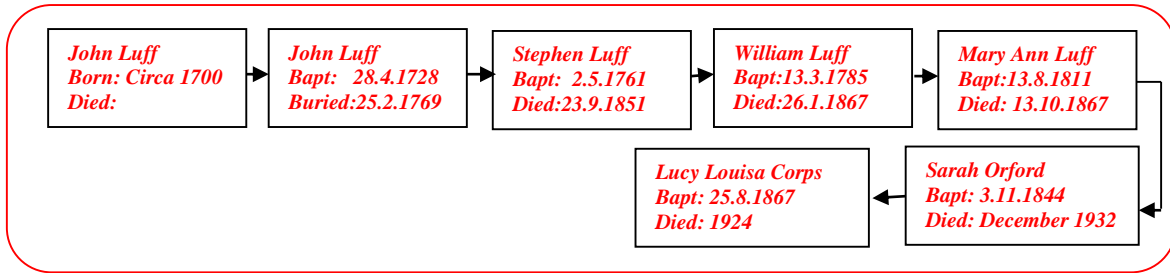 John Luff
Born: Circa 1700
Died:
John Luff
Bapt: 28.4.1728
Buried:25.2.1769
Stephen Luff
Bapt: 2.5.1761
Died:23.9.1851
William Luff
Bapt:13.3.1785
Died:26.1.1867
Mary Ann Luff
Bapt:13.8.1811
Died: 13.10.1867
Sarah Orford
Bapt: 3.11.1844
Died: December 1932
Lucy Louisa Corps
Bapt: 25.8.1867
Died: 1924